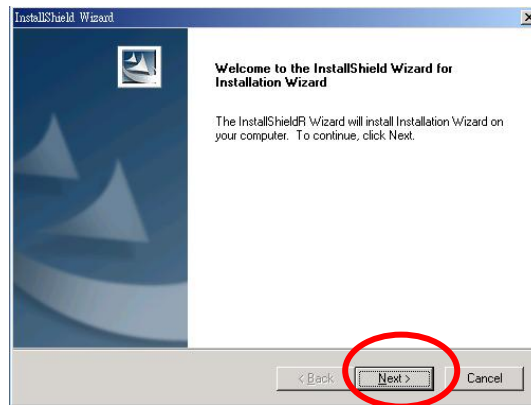 InstallShield Wizard
Welcome to the InstallShield Wizard for
Installation Wizard
The InstallShieldR Wizard will install Installation Wizard on
your computer. To continue, click Next.
< Back
Next >
Cancel